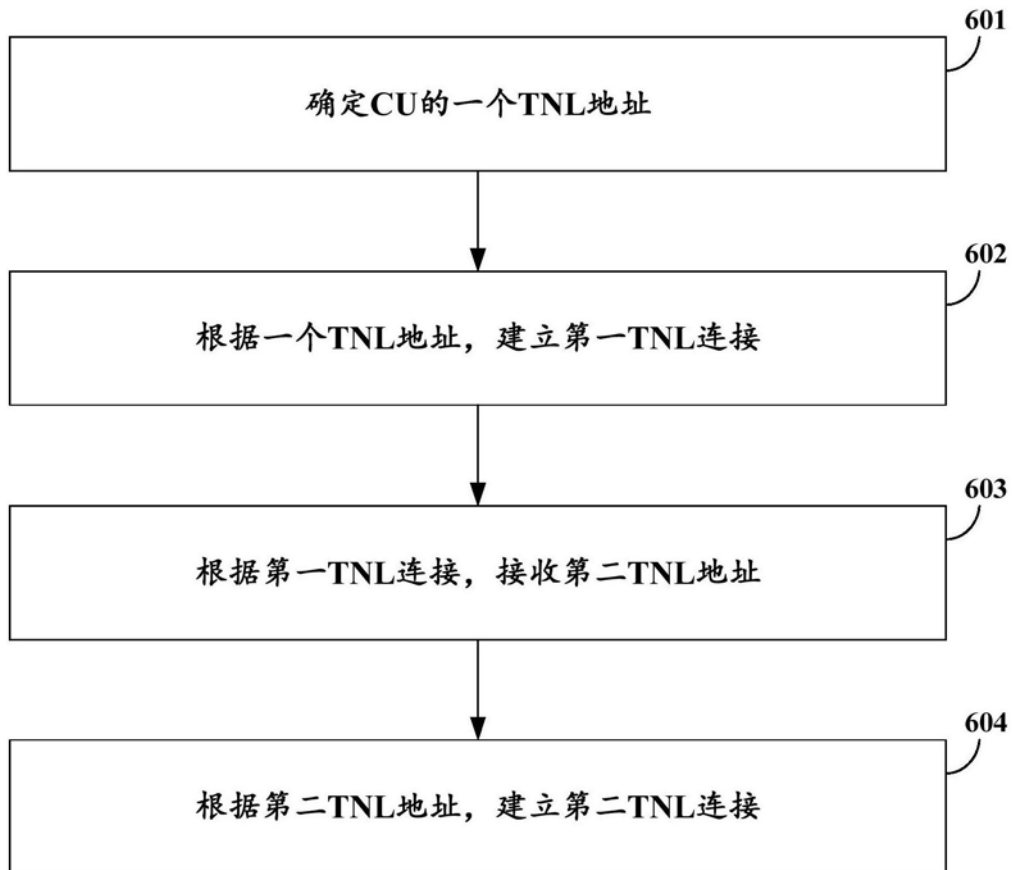 601
确定CU的一个TNL地址
602
根据一个TNL地址，建立第一TNL连接
603
根据第一TNL连接，接收第二TNL地址
604
根据第二TNL地址，建立第二TNL连接